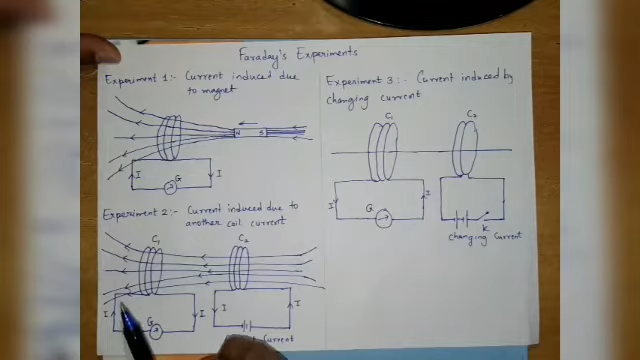 Faraday's Experiments
Experiment 1:- Current induced due
to magnet
N S
I G I
Experiment 2:- Current induced due to
another coil current
C₁ C₂
I G I I I
Current
Experiment 3:- Current induced by
changing current
C₁ C₂
I G I
K
changing current